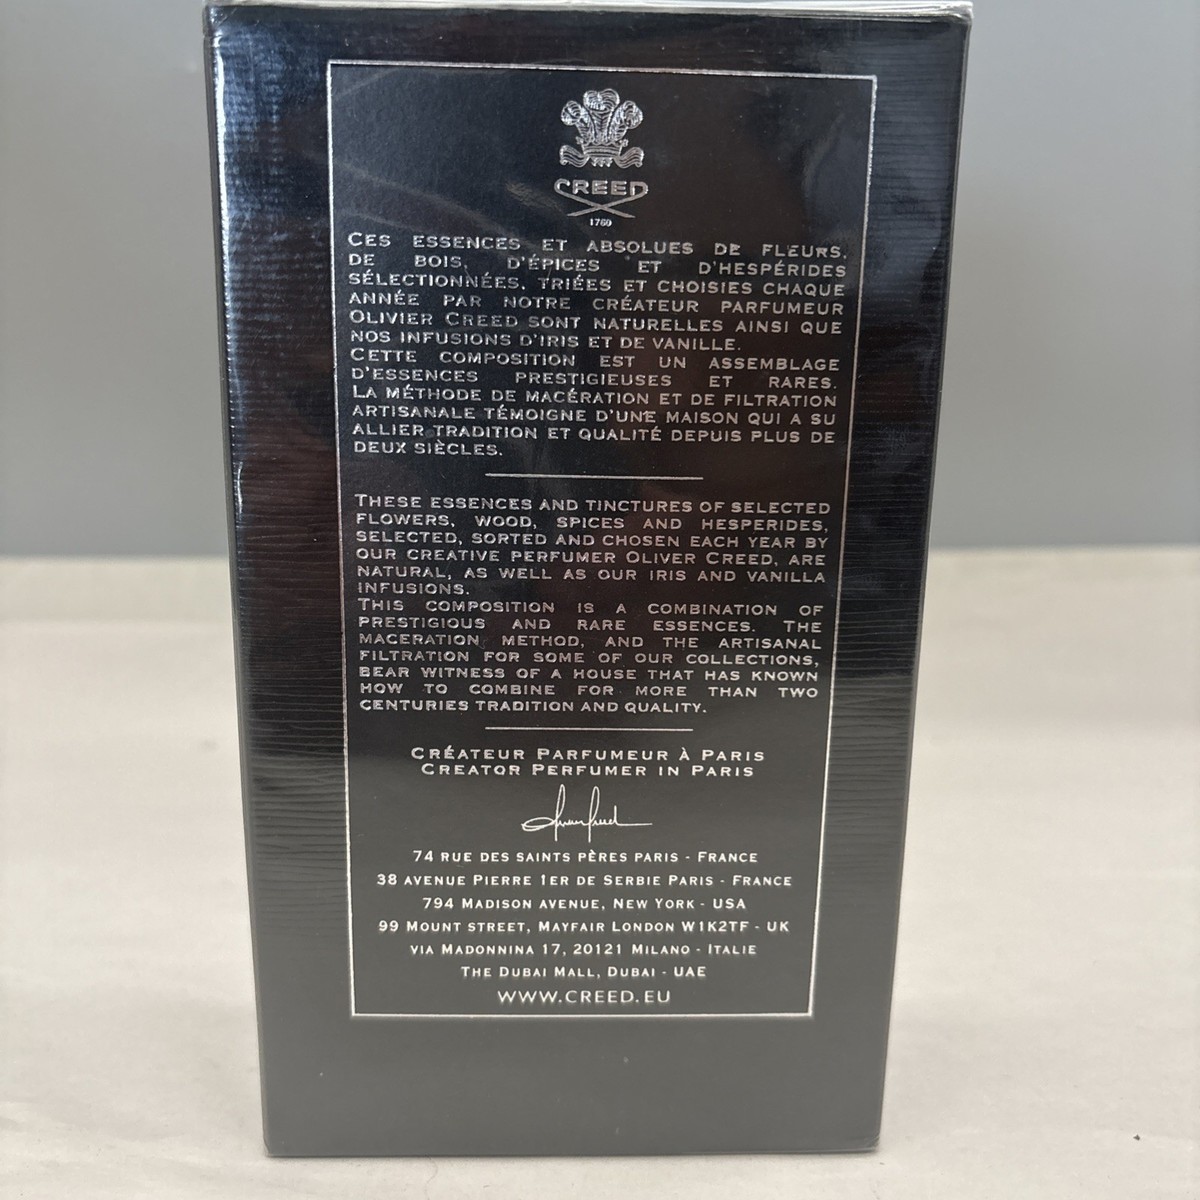 CREED
1760
CES ESSENCES ET ABSOLUES DE FLEURS,
DE BOIS, D'ÉPICES ET D'HESPÉRIDES
SÉLECTIONNÉES, TRIÉES ET CHOISIES CHAQUE
ANNÉE PAR NOTRE CRÉATEUR PARFUMEUR
OLIVIER CREED SONT NATURELLES AINSI QUE
NOS INFUSIONS D'IRIS ET DE VANILLE.
CETTE COMPOSITION EST UN ASSEMBLAGE
D'ESSENCES PRESTIGIEUSES ET RARES.
LA MÉTHODE DE MACÉRATION ET DE FILTRATION
ARTISANALE TÉMOIGNE D'UNE MAISON QUI A SU
ALLIER TRADITION ET QUALITÉ DEPUIS PLUS DE
DEUX SIÈCLES.
THESE ESSENCES AND TINCTURES OF SELECTED
FLOWERS, WOOD, SPICES AND HESPERIDES,
SELECTED, SORTED AND CHOSEN EACH YEAR BY
OUR CREATIVE PERFUMER OLIVER CREED, ARE
NATURAL, AS WELL AS OUR IRIS AND VANILLA
INFUSIONS.
THIS COMPOSITION IS A COMBINATION OF
PRESTIGIOUS AND RARE ESSENCES. THE
MACERATION METHOD, AND THE ARTISANAL
FILTRATION FOR SOME OF OUR COLLECTIONS,
BEAR WITNESS OF A HOUSE THAT HAS KNOWN
HOW TO COMBINE FOR MORE THAN TWO
CENTURIES TRADITION AND QUALITY.
CRÉATEUR PARFUMEUR À PARIS
CREATOR PERFUMER IN PARIS
74 RUE DES SAINTS PÈRES PARIS - FRANCE
38 AVENUE PIERRE 1ER DE SERBIE PARIS - FRANCE
794 MADISON AVENUE, NEW YORK - USA
99 MOUNT STREET, MAYFAIR LONDON W1K2TF - UK
VIA MADONNINA 17, 20121 MILANO - ITALIE
THE DUBAI MALL, DUBAI - UAE
WWW.CREED.EU